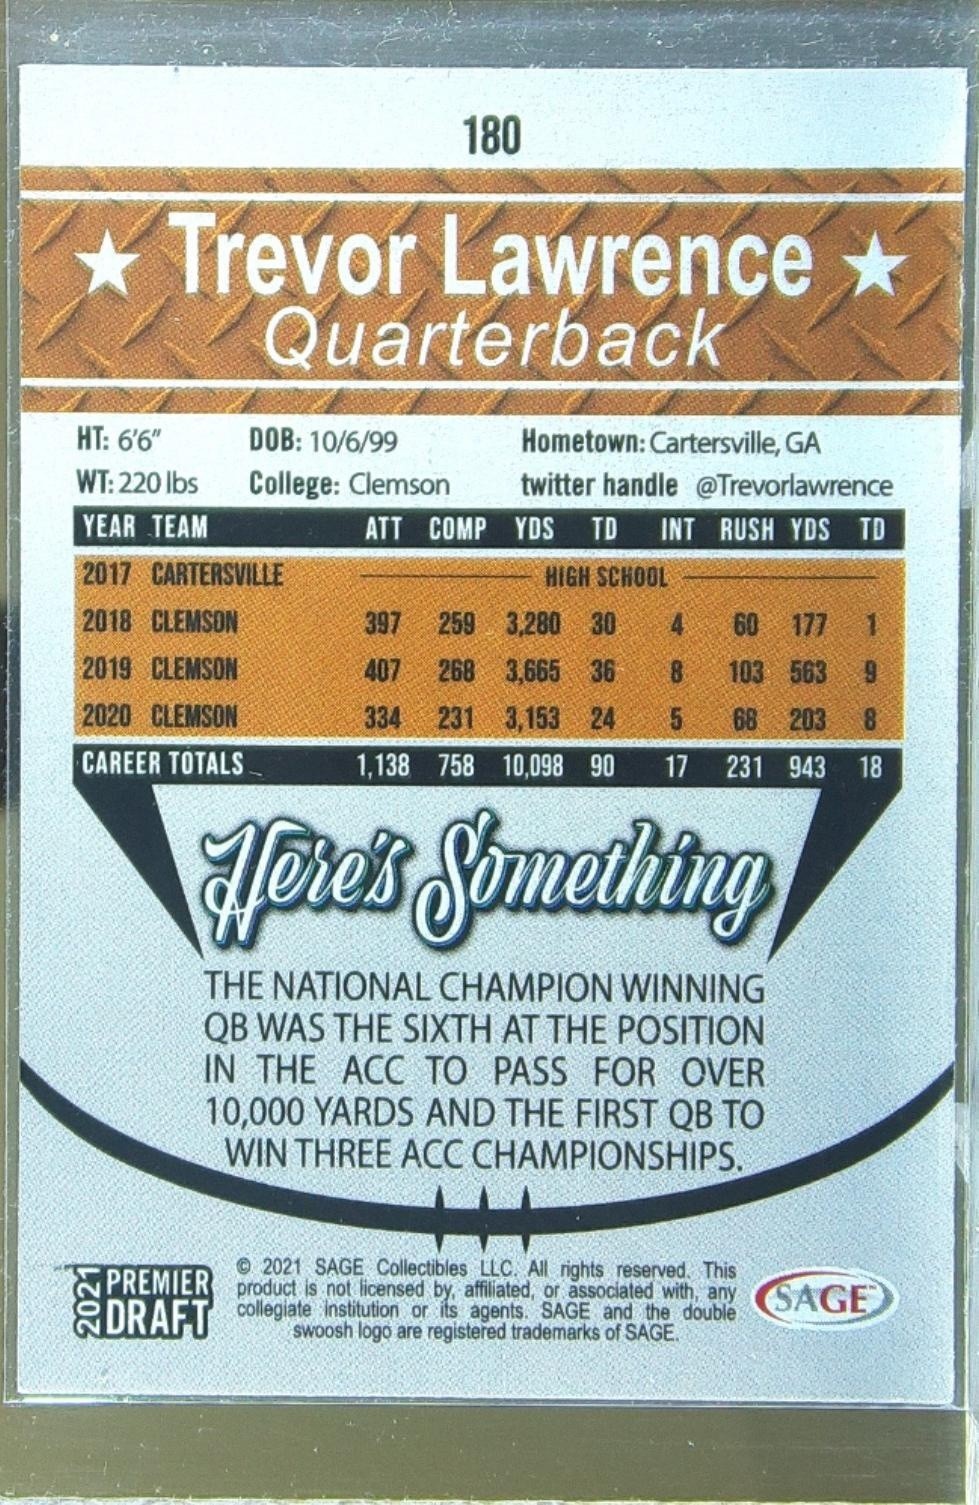 180
★ Trevor Lawrence ★
Quarterback
HT: 6'6" DOB: 10/6/99 Hometown: Cartersville, GA
WT: 220 lbs College: Clemson twitter handle @Trevorlawrence
YEAR TEAM ATT COMP YDS TD INT RUSH YDS TD
2017 CARTERSVILLE HIGH SCHOOL
2018 CLEMSON 397 259 3,280 30 4 60 177 1
2019 CLEMSON 407 268 3,665 36 8 103 563 9
2020 CLEMSON 334 231 3,153 24 5 68 203 8
CAREER TOTALS 1,138 758 10,098 90 17 231 943 18
Here's Something
THE NATIONAL CHAMPION WINNING
QB WAS THE SIXTH AT THE POSITION
IN THE ACC TO PASS FOR OVER
10,000 YARDS AND THE FIRST QB TO
WIN THREE ACC CHAMPIONSHIPS.
2021 PREMIER DRAFT
© 2021 SAGE Collectibles LLC. All rights reserved. This
product is not licensed by, affiliated, or associated with, any
collegiate institution or its agents. SAGE and the double
swoosh logo are registered trademarks of SAGE.
SAGE™